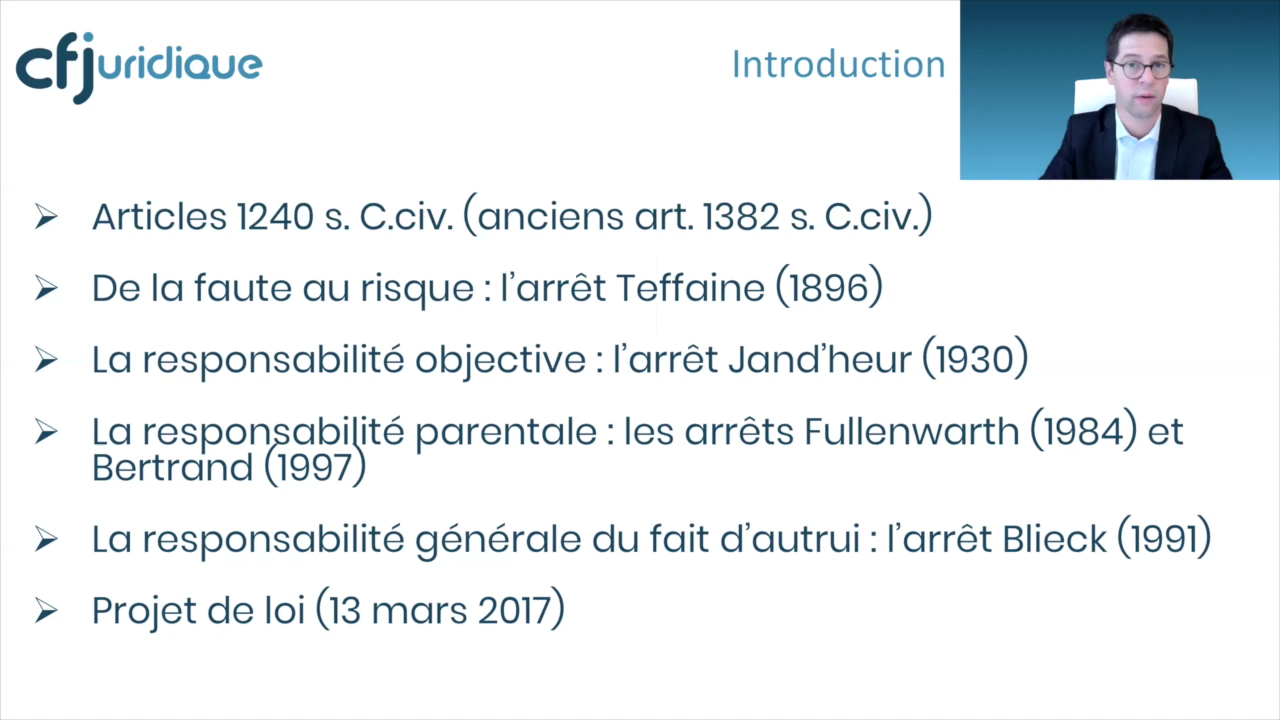 cfjuridique
Introduction
Articles 1240 s. C.civ. (anciens art. 1382 s. C.civ.)
De la faute au risque : l’arrêt Teffaine (1896)
La responsabilité objective : l’arrêt Jand’heur (1930)
La responsabilité parentale : les arrêts Fullenwarth (1984) et
Bertrand (1997)
La responsabilité générale du fait d’autrui : l’arrêt Blieck (1991)
Projet de loi (13 mars 2017)